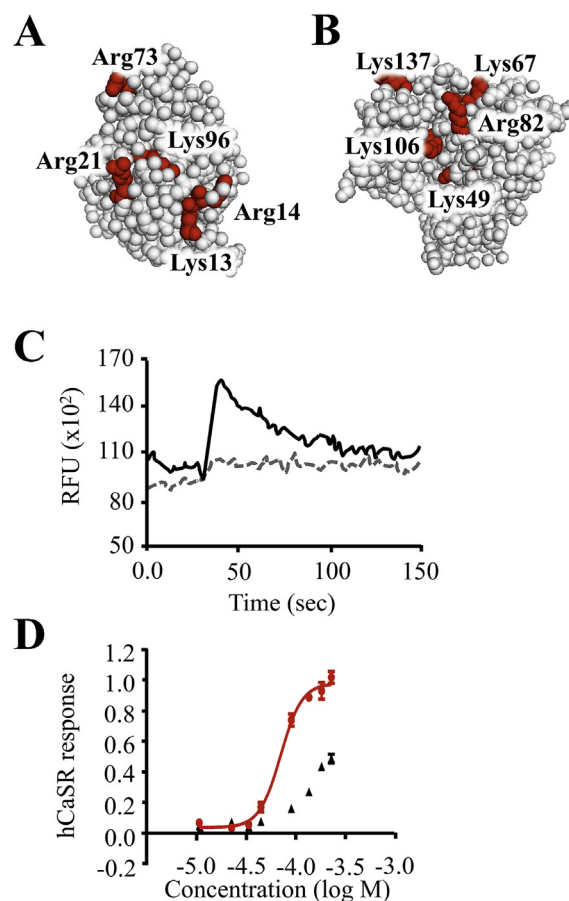 A
Arg73
Lys96
Arg21
Arg14
Lys13
B
Lys137
Lys67
Arg82
Lys106
Lys49
C
170
140
110
80
50
RFU (x10²)
0.0
50
100
150
Time (sec)
D
1.2
1.0
0.8
0.6
0.4
0.2
0.0
-0.2
hCaSR response
-5.0
-4.5
-4.0
-3.5
-3.0
Concentration (log M)